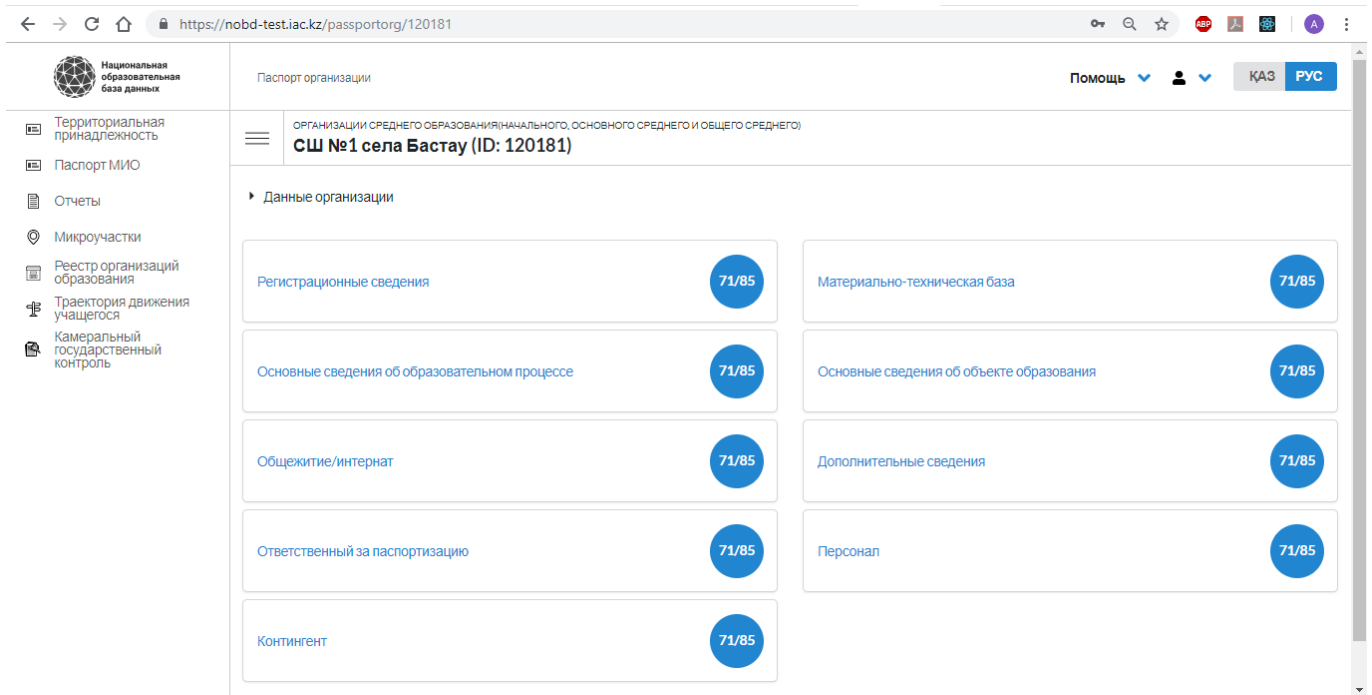 https://nobd-test.iac.kz/passportorg/120181
ABP
A
Национальная
образовательная
база данных
Паспорт организации
Помощь
ҚАЗ РУС
Территориальная
принадлежность
Паспорт МИО
Отчеты
Микроучастки
Реестр организаций
образования
Траектория движения
учащегося
Камеральный
государственный
контроль
ОРГАНИЗАЦИИ СРЕДНЕГО ОБРАЗОВАНИЯ(НАЧАЛЬНОГО, ОСНОВНОГО СРЕДНЕГО И ОБЩЕГО СРЕДНЕГО)
СШ №1 села Бастау (ID: 120181)
Данные организации
Регистрационные сведения 71/85
Материально-техническая база 71/85
Основные сведения об образовательном процессе 71/85
Основные сведения об объекте образования 71/85
Общежитие/интернат 71/85
Дополнительные сведения 71/85
Ответственный за паспортизацию 71/85
Персонал 71/85
Контингент 71/85